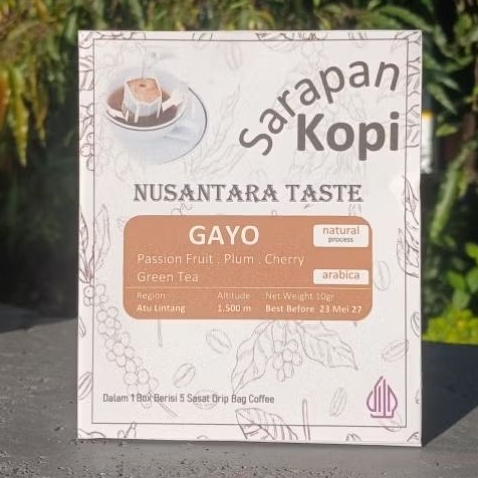 Sarapan
Kopi
NUSANTARA TASTE
GAYO
natural
process
Passion Fruit . Plum . Cherry
Green Tea
arabica
Region
Altitude
Net Weight 10gr
Atu Lintang
1.500 m
Best Before 23 Mei 27
Dalam 1 Box Berisi 5 Sasat Drip Bag Coffee